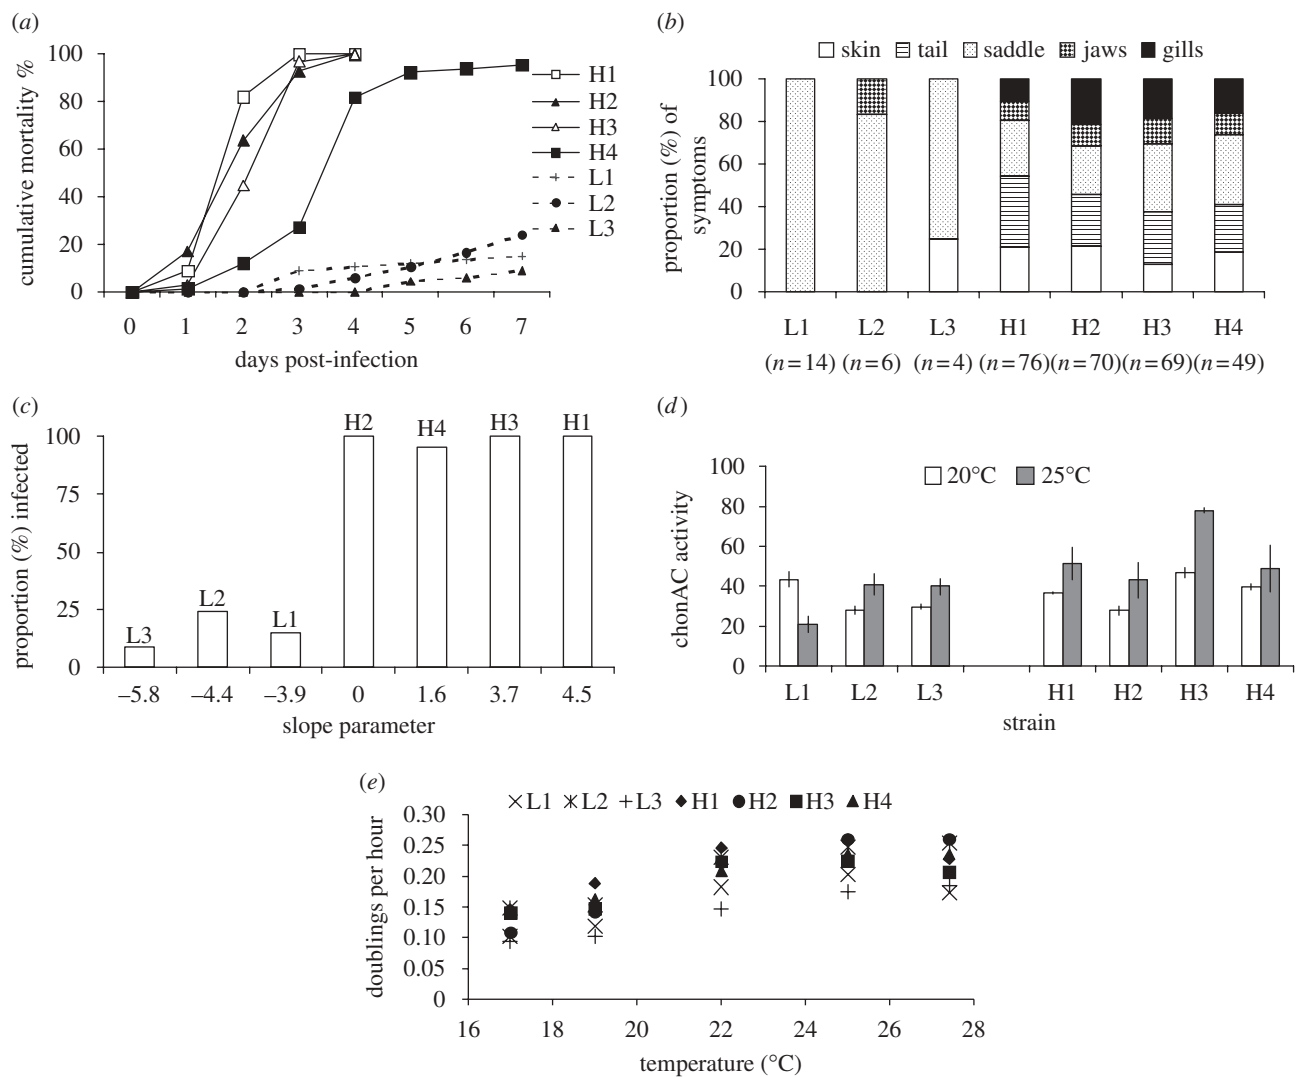 (a)
cumulative mortality %
100
80
60
40
20
0
0 1 2 3 4 5 6 7
days post-infection
H1
H2
H3
H4
L1
L2
L3
(b)
skin tail saddle jaws gills
proportion (%) of
symptoms
100
80
60
40
20
0
L1 L2 L3 H1 H2 H3 H4
(n=14) (n=6) (n=4) (n=76) (n=70) (n=69) (n=49)
(c)
proportion (%) infected
100
75
50
25
0
L3 L2 L1 H2 H4 H3 H1
–5.8 –4.4 –3.9 0 1.6 3.7 4.5
slope parameter
(d)
chonAC activity
100
80
60
40
20
0
20°C 25°C
L1 L2 L3 H1 H2 H3 H4
strain
(e)
L1 L2 L3 H1 H2 H3 H4
doublings per hour
0.30
0.25
0.20
0.15
0.10
0.05
0
16 18 20 22 24 26 28
temperature (°C)